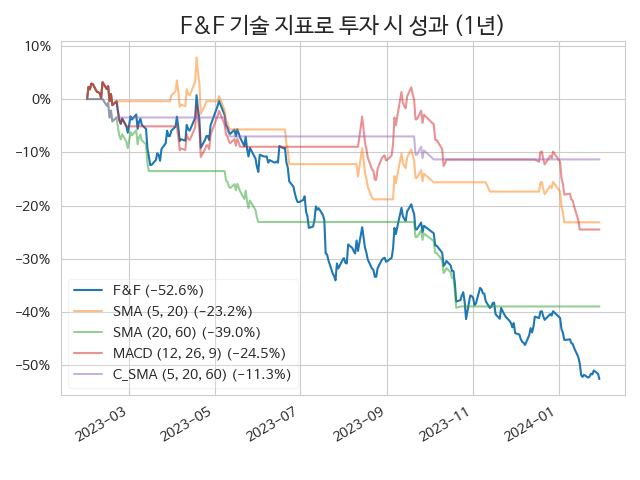 F&F 기술 지표로 투자 시 성과 (1년)
10%
0%
−10%
−20%
−30%
−40%
−50%
F&F (−52.6%)
SMA (5, 20) (−23.2%)
SMA (20, 60) (−39.0%)
MACD (12, 26, 9) (−24.5%)
C_SMA (5, 20, 60) (−11.3%)
2023−03
2023−05
2023−07
2023−09
2023−11
2024−01